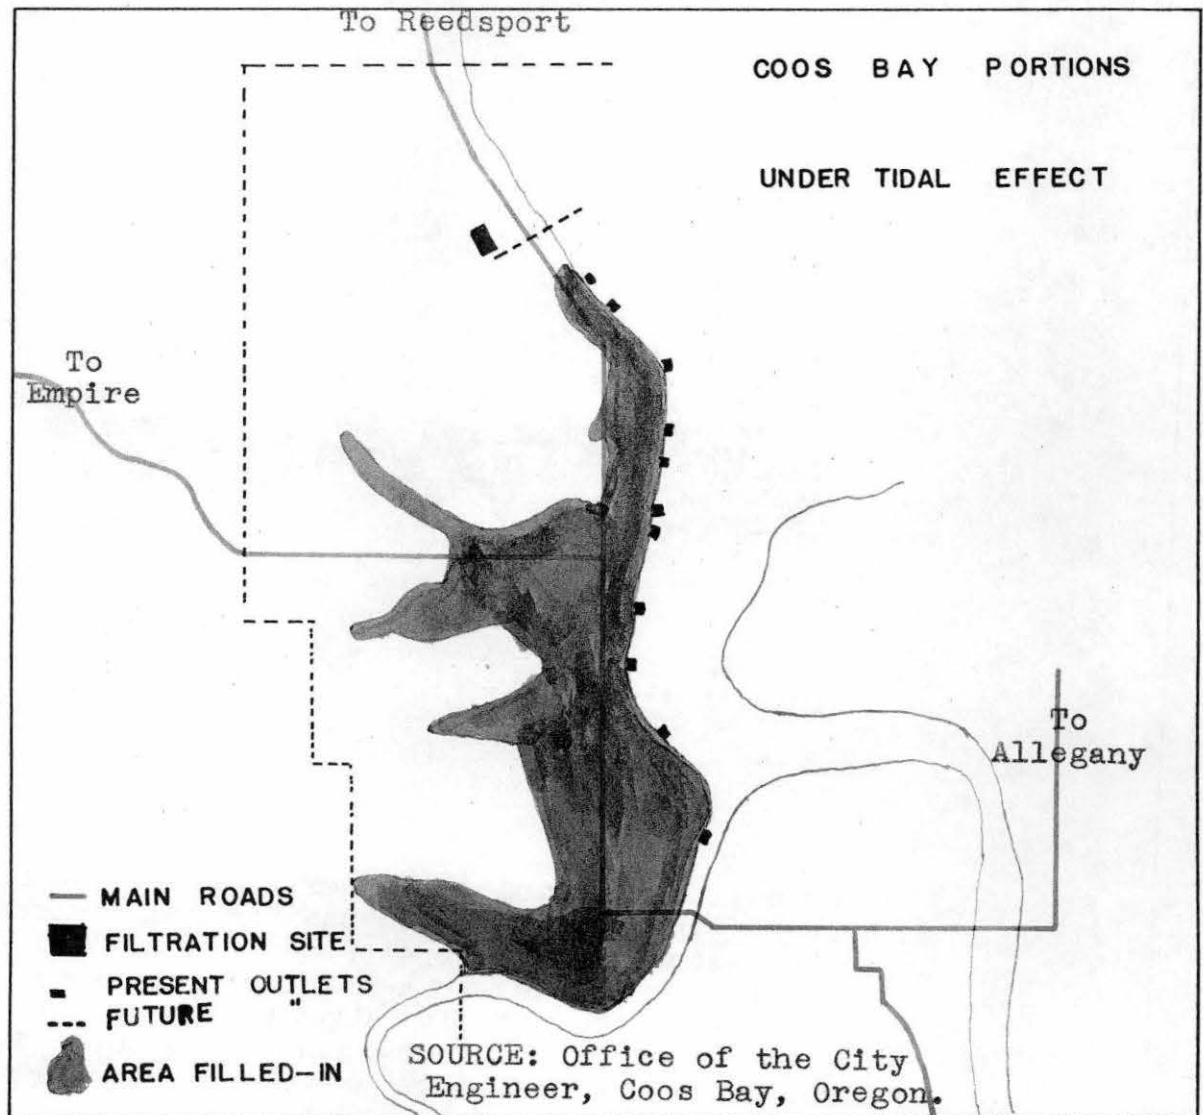 To Reedsport
COOS BAY PORTIONS
UNDER TIDAL EFFECT
To
Empire
To
Allegany
MAIN ROADS
FILTRATION SITE
PRESENT OUTLETS
FUTURE "
AREA FILLED-IN
SOURCE: Office of the City
Engineer, Coos Bay, Oregon.